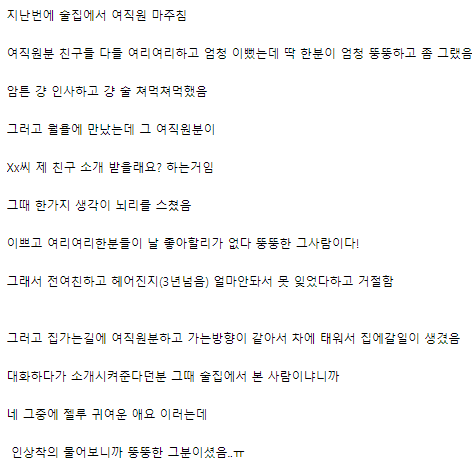 지난번에 술집에서 여직원 마주침
여직원분 친구들 다들 여리여리하고 엄청 이뻤는데 딱 한분이 엄청 뚱뚱하고 좀 그랬음
암튼 걍 인사하고 걍 술 쳐먹쳐먹했음
그러고 월욜에 만났는데 그 여직원분이
Xx씨 제 친구 소개 받을래요? 하는거임
그때 한가지 생각이 뇌리를 스쳤음
이쁘고 여리여리한분들이 날 좋아할리가 없다 뚱뚱한 그사람이다!
그래서 전여친하고 헤어진지(3년넘음) 얼마안돠서 못 잊었다하고 거절함
그러고 집가는길에 여직원분하고 가는방향이 같아서 차에 태워서 집에갈일이 생겼음
대화하다가 소개시켜준다던분 그때 술집에서 본 사람이냐니까
네 그중에 젤루 귀여운 애요 이러는데
인상착의 물어보니까 뚱뚱한 그분이셨음..ㅠ